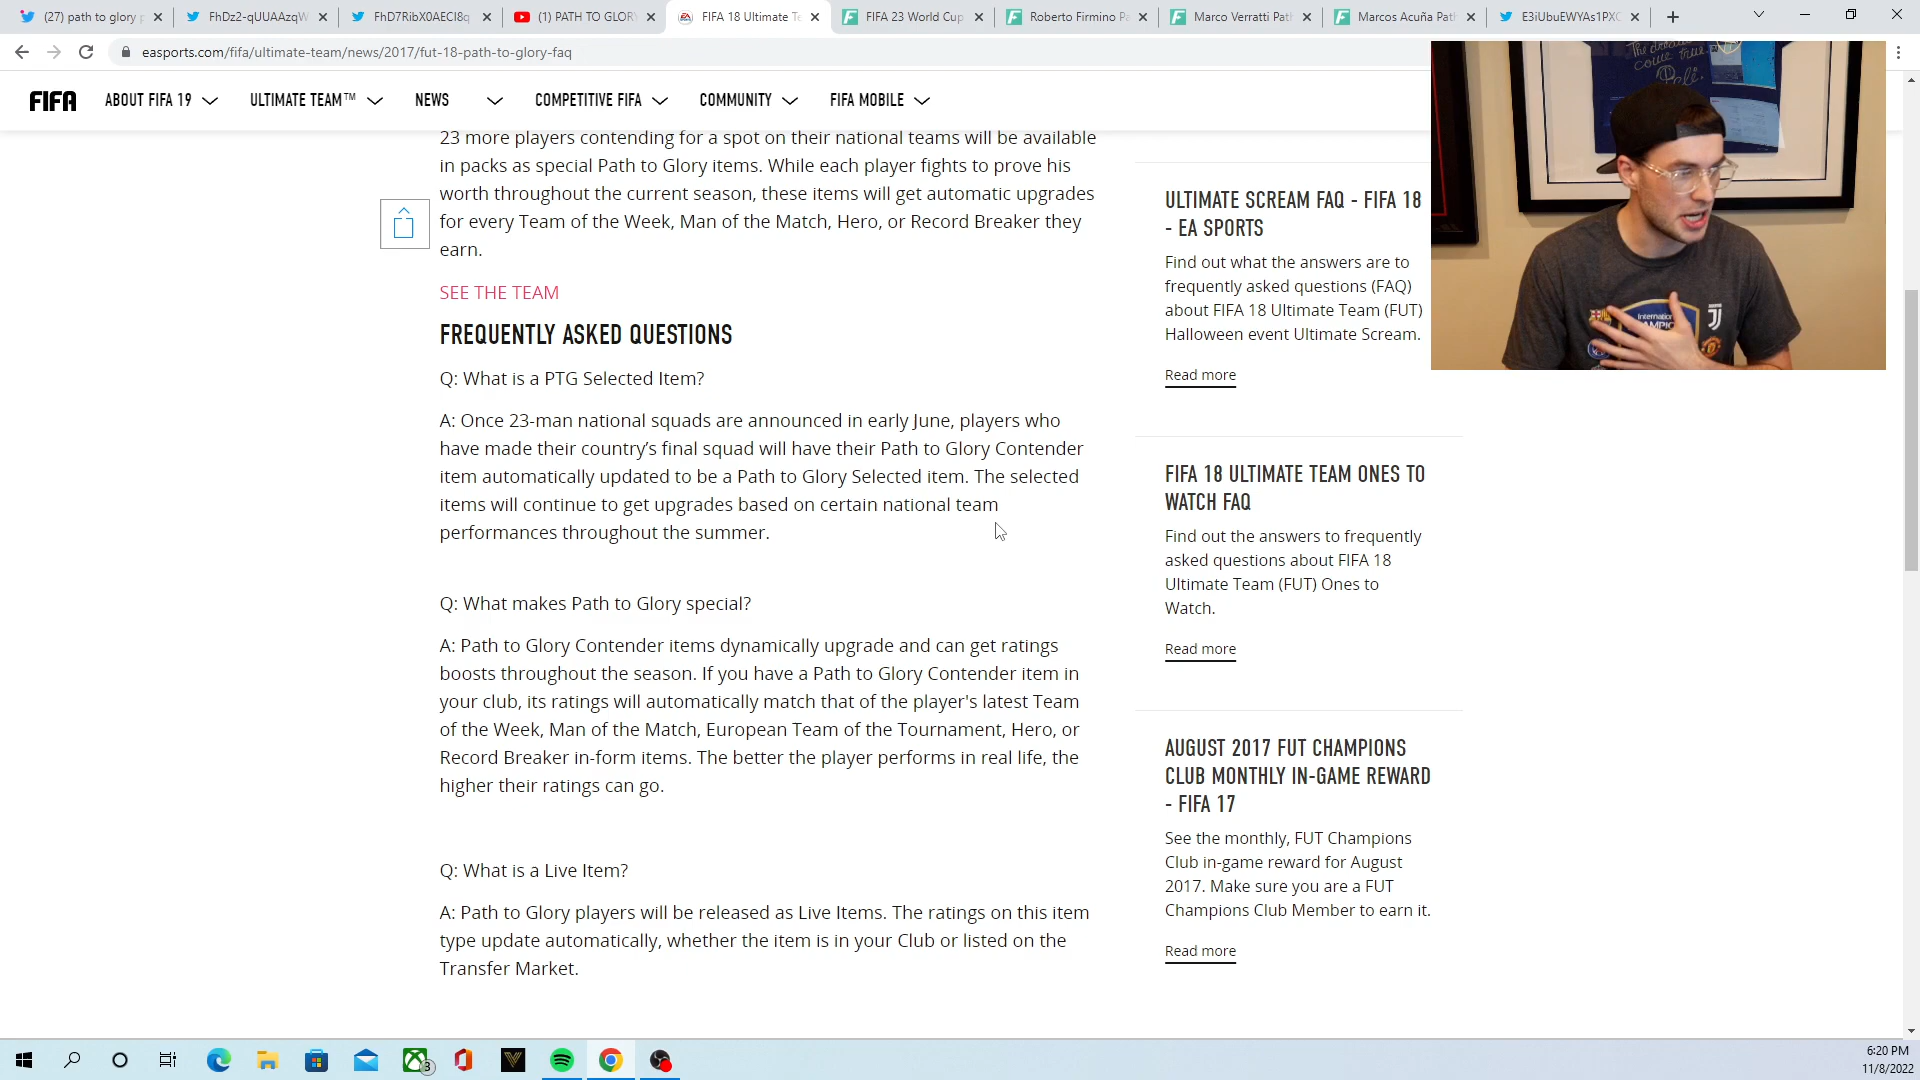 (27) path to glory p
FhDz2-qUUAAzqW
FhD7RibX0AECI8q
(1) PATH TO GLORY
FIFA 18 Ultimate Te
FIFA 23 World Cup
Roberto Firmino Pa
Marco Verratti Path
Marcos Acuña Path
E3iUbuEWYAs1PXC
easports.com/fifa/ultimate-team/news/2017/fut-18-path-to-glory-faq
FIFA
ABOUT FIFA 19
ULTIMATE TEAM™
NEWS
COMPETITIVE FIFA
COMMUNITY
FIFA MOBILE
23 more players contending for a spot on their national teams will be available
in packs as special Path to Glory items. While each player fights to prove his
worth throughout the current season, these items will get automatic upgrades
for every Team of the Week, Man of the Match, Hero, or Record Breaker they
earn.
SEE THE TEAM
FREQUENTLY ASKED QUESTIONS
Q: What is a PTG Selected Item?
A: Once 23-man national squads are announced in early June, players who
have made their country’s final squad will have their Path to Glory Contender
item automatically updated to be a Path to Glory Selected item. The selected
items will continue to get upgrades based on certain national team
performances throughout the summer.
Q: What makes Path to Glory special?
A: Path to Glory Contender items dynamically upgrade and can get ratings
boosts throughout the season. If you have a Path to Glory Contender item in
your club, its ratings will automatically match that of the player's latest Team
of the Week, Man of the Match, European Team of the Tournament, Hero, or
Record Breaker in-form items. The better the player performs in real life, the
higher their ratings can go.
Q: What is a Live Item?
A: Path to Glory players will be released as Live Items. The ratings on this item
type update automatically, whether the item is in your Club or listed on the
Transfer Market.
ULTIMATE SCREAM FAQ - FIFA 18
- EA SPORTS
Find out what the answers are to
frequently asked questions (FAQ)
about FIFA 18 Ultimate Team (FUT)
Halloween event Ultimate Scream.
Read more
FIFA 18 ULTIMATE TEAM ONES TO
WATCH FAQ
Find out the answers to frequently
asked questions about FIFA 18
Ultimate Team (FUT) Ones to
Watch.
Read more
AUGUST 2017 FUT CHAMPIONS
CLUB MONTHLY IN-GAME REWARD
- FIFA 17
See the monthly, FUT Champions
Club in-game reward for August
2017. Make sure you are a FUT
Champions Club Member to earn it.
Read more
come true.
Pelé
International
3
6:20 PM
11/8/2022